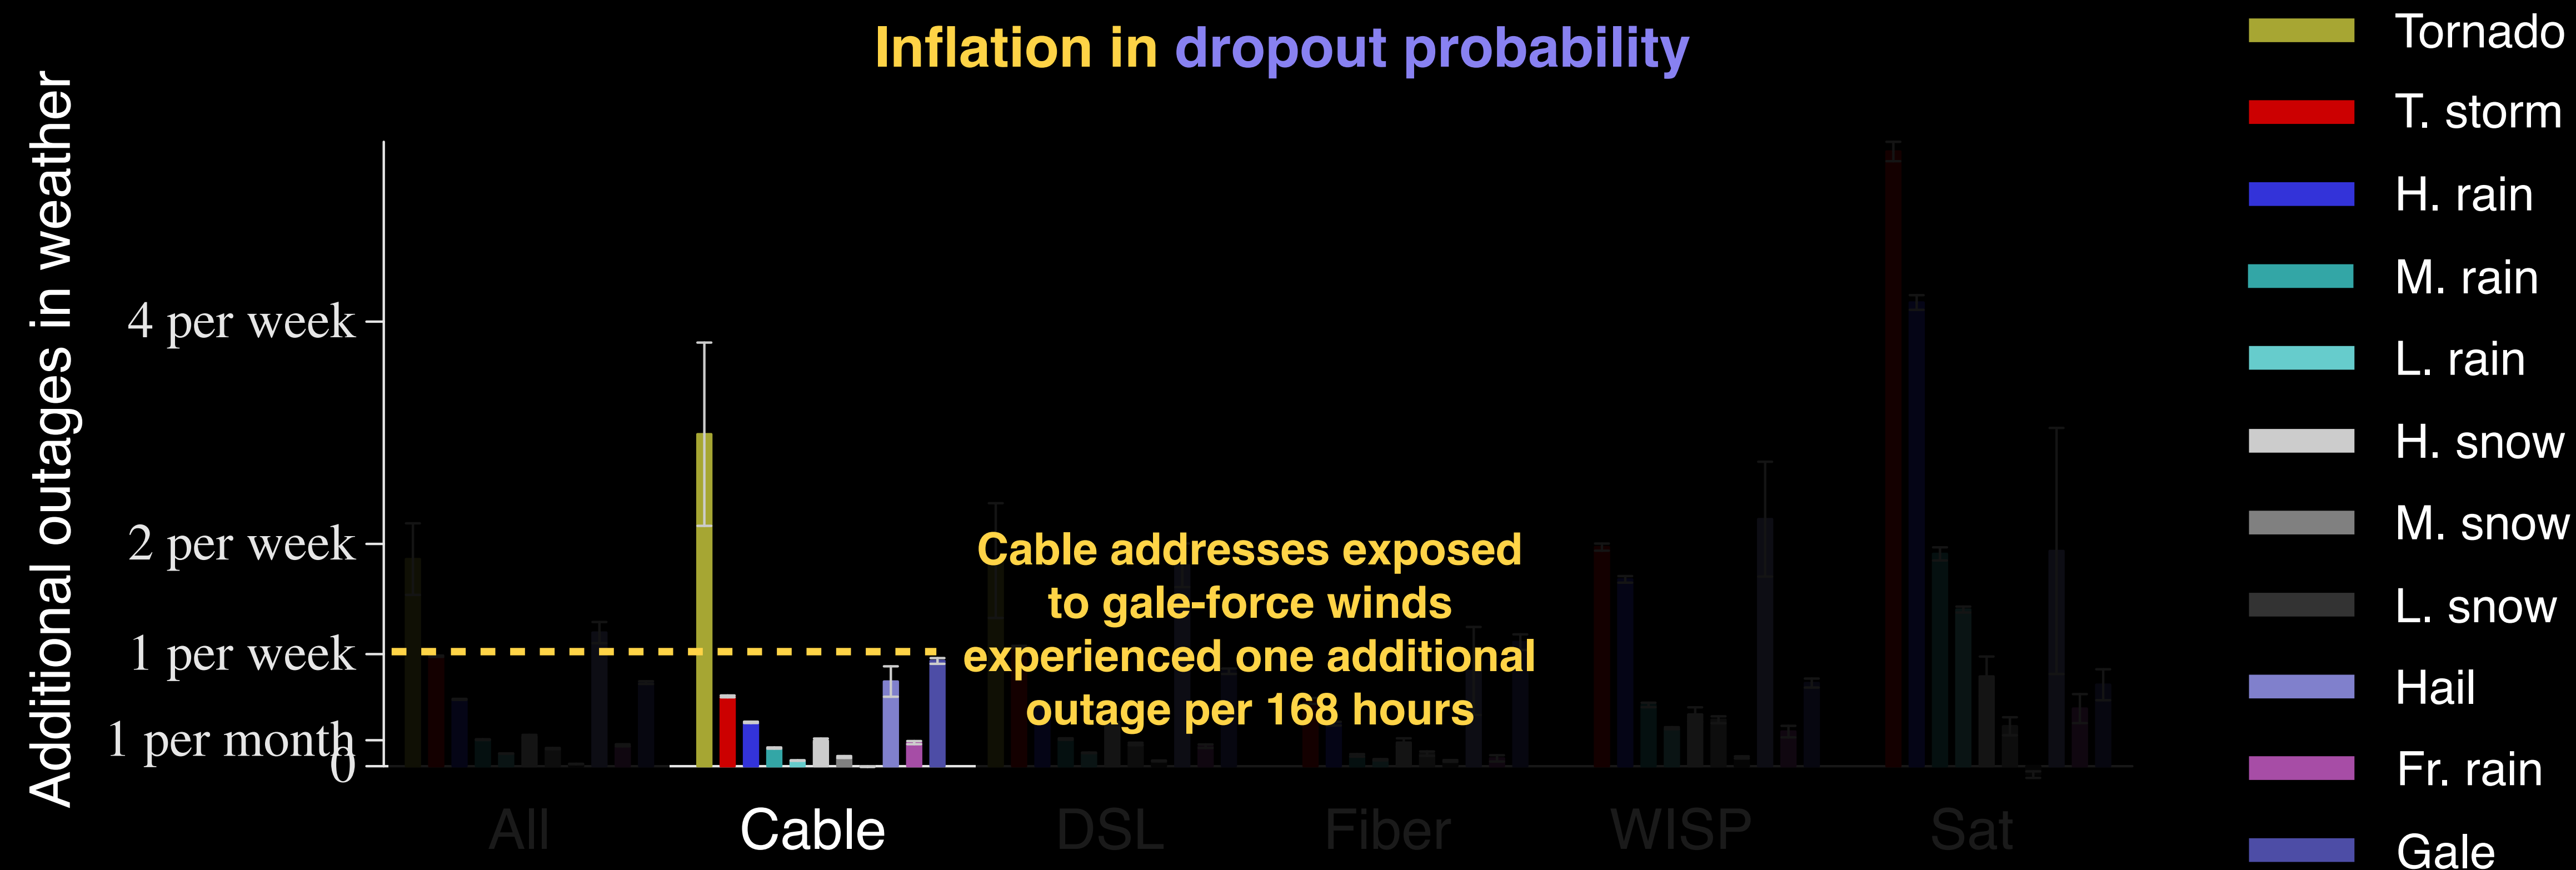 Inflation in dropout probability
Additional outages in weather
4 per week
2 per week
1 per week
1 per month
0
Cable addresses exposed
to gale-force winds
experienced one additional
outage per 168 hours
All
Cable
DSL
Fiber
WISP
Sat
Tornado
T. storm
H. rain
M. rain
L. rain
H. snow
M. snow
L. snow
Hail
Fr. rain
Gale